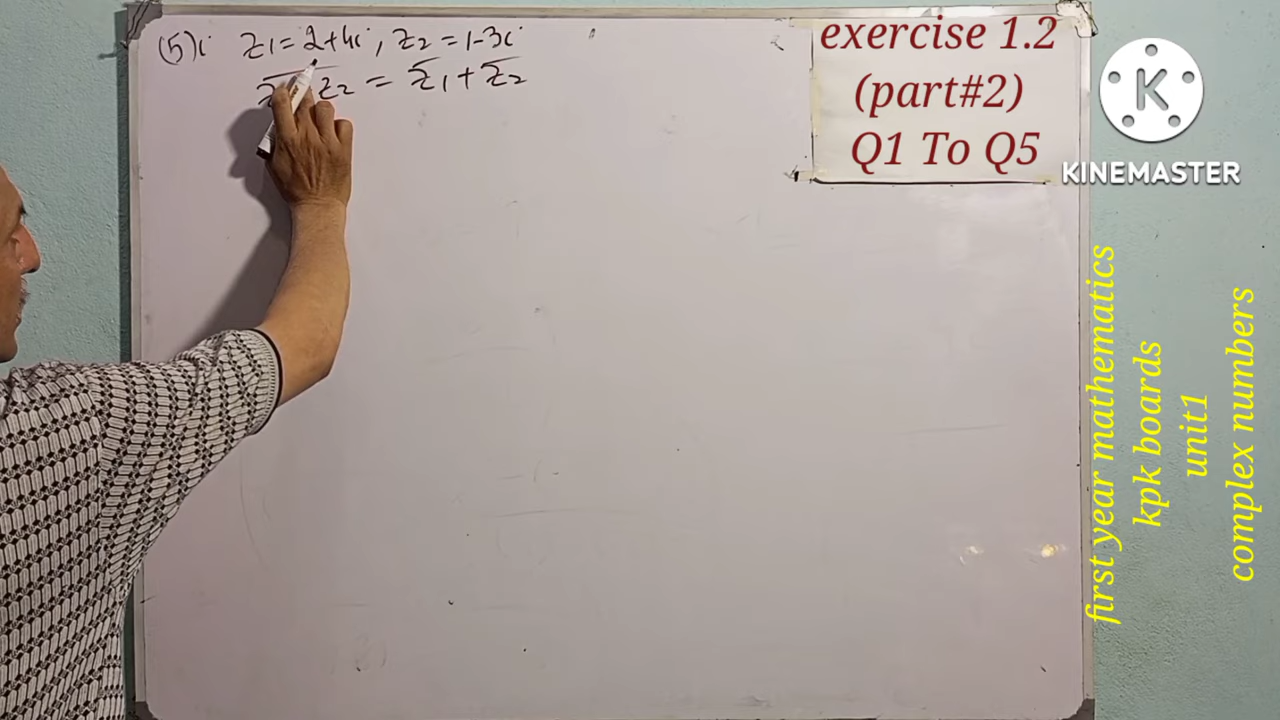 (5)i z1 = 2+4i, z2 = 1-3i
z2 = z̅1 + z̅2
exercise 1.2
(part#2)
Q1 To Q5
K
KINEMASTER
first year mathematics
kpk boards
unit1
complex numbers